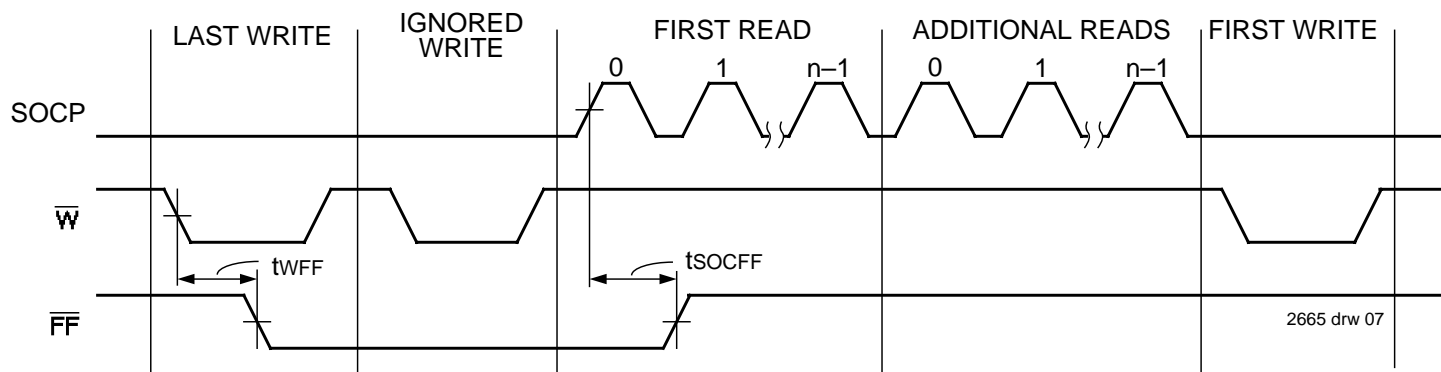 LAST WRITE IGNORED WRITE FIRST READ ADDITIONAL READS FIRST WRITE
0 1 n–1 0 1 n–1
SOCP
W̅
tWFF tSOCFF
F̅F̅
2665 drw 07